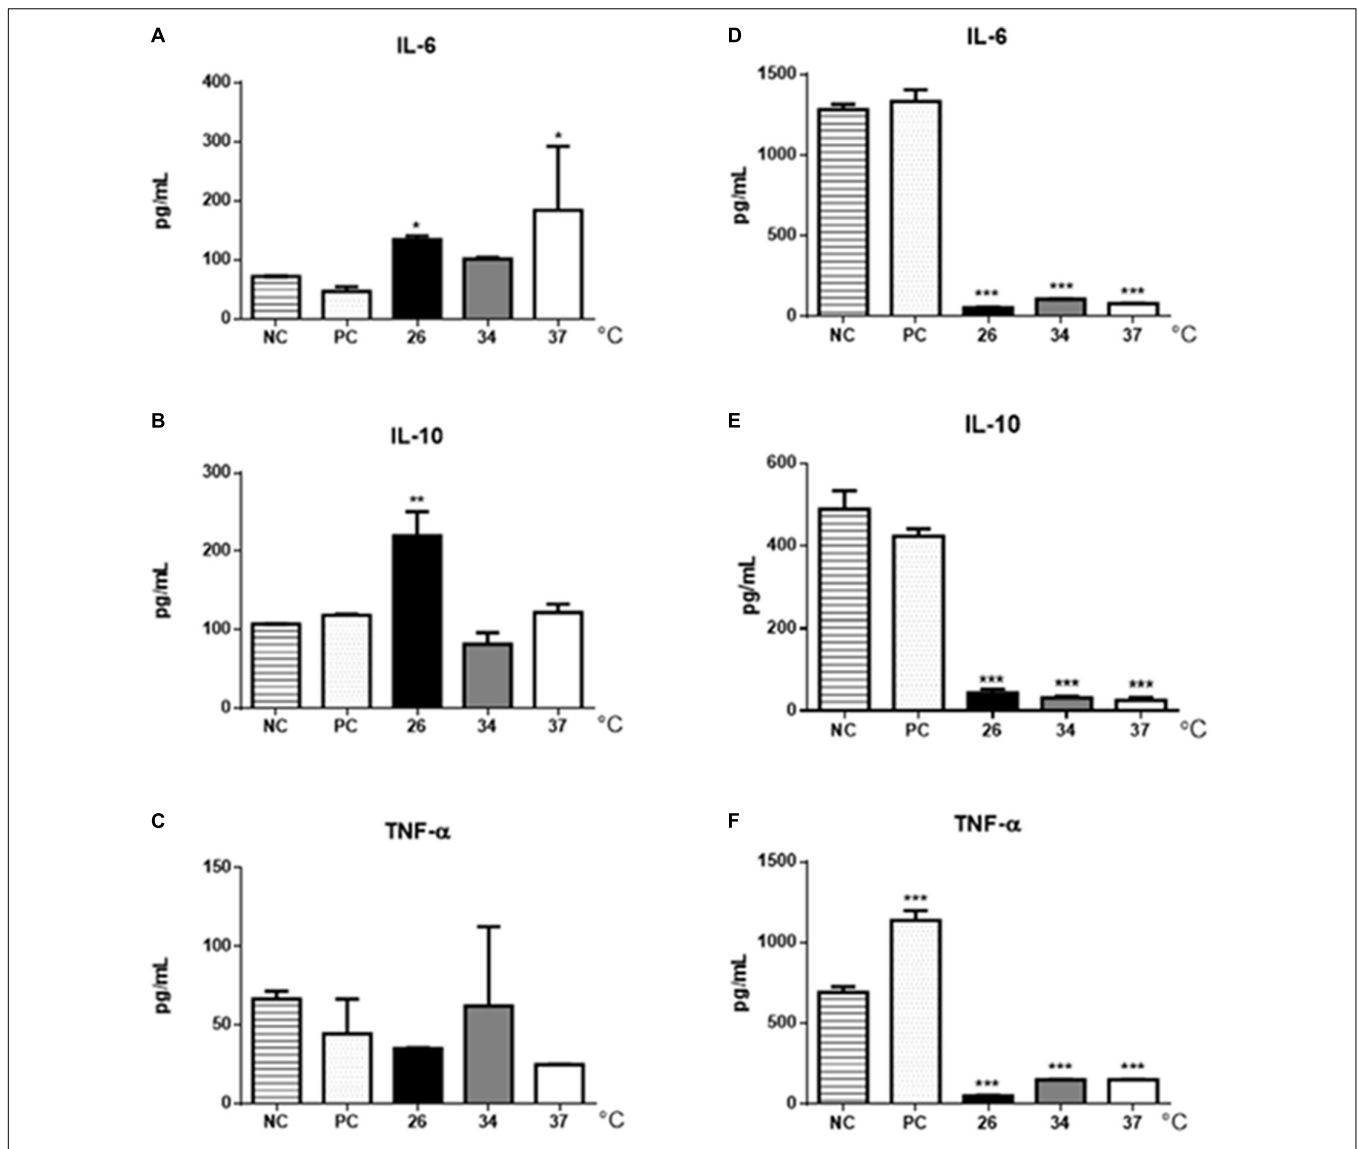 A
IL-6
400
300
200
100
0
pg/mL
*
*
NC PC 26 34 37 °C
B
IL-10
300
200
100
0
pg/mL
**
NC PC 26 34 37 °C
C
TNF-α
150
100
50
0
pg/mL
NC PC 26 34 37 °C
D
IL-6
1500
1000
500
0
pg/mL
*** *** ***
NC PC 26 34 37 °C
E
IL-10
600
400
200
0
pg/mL
*** *** ***
NC PC 26 34 37 °C
F
TNF-α
1500
1000
500
0
pg/mL
***
*** *** ***
NC PC 26 34 37 °C